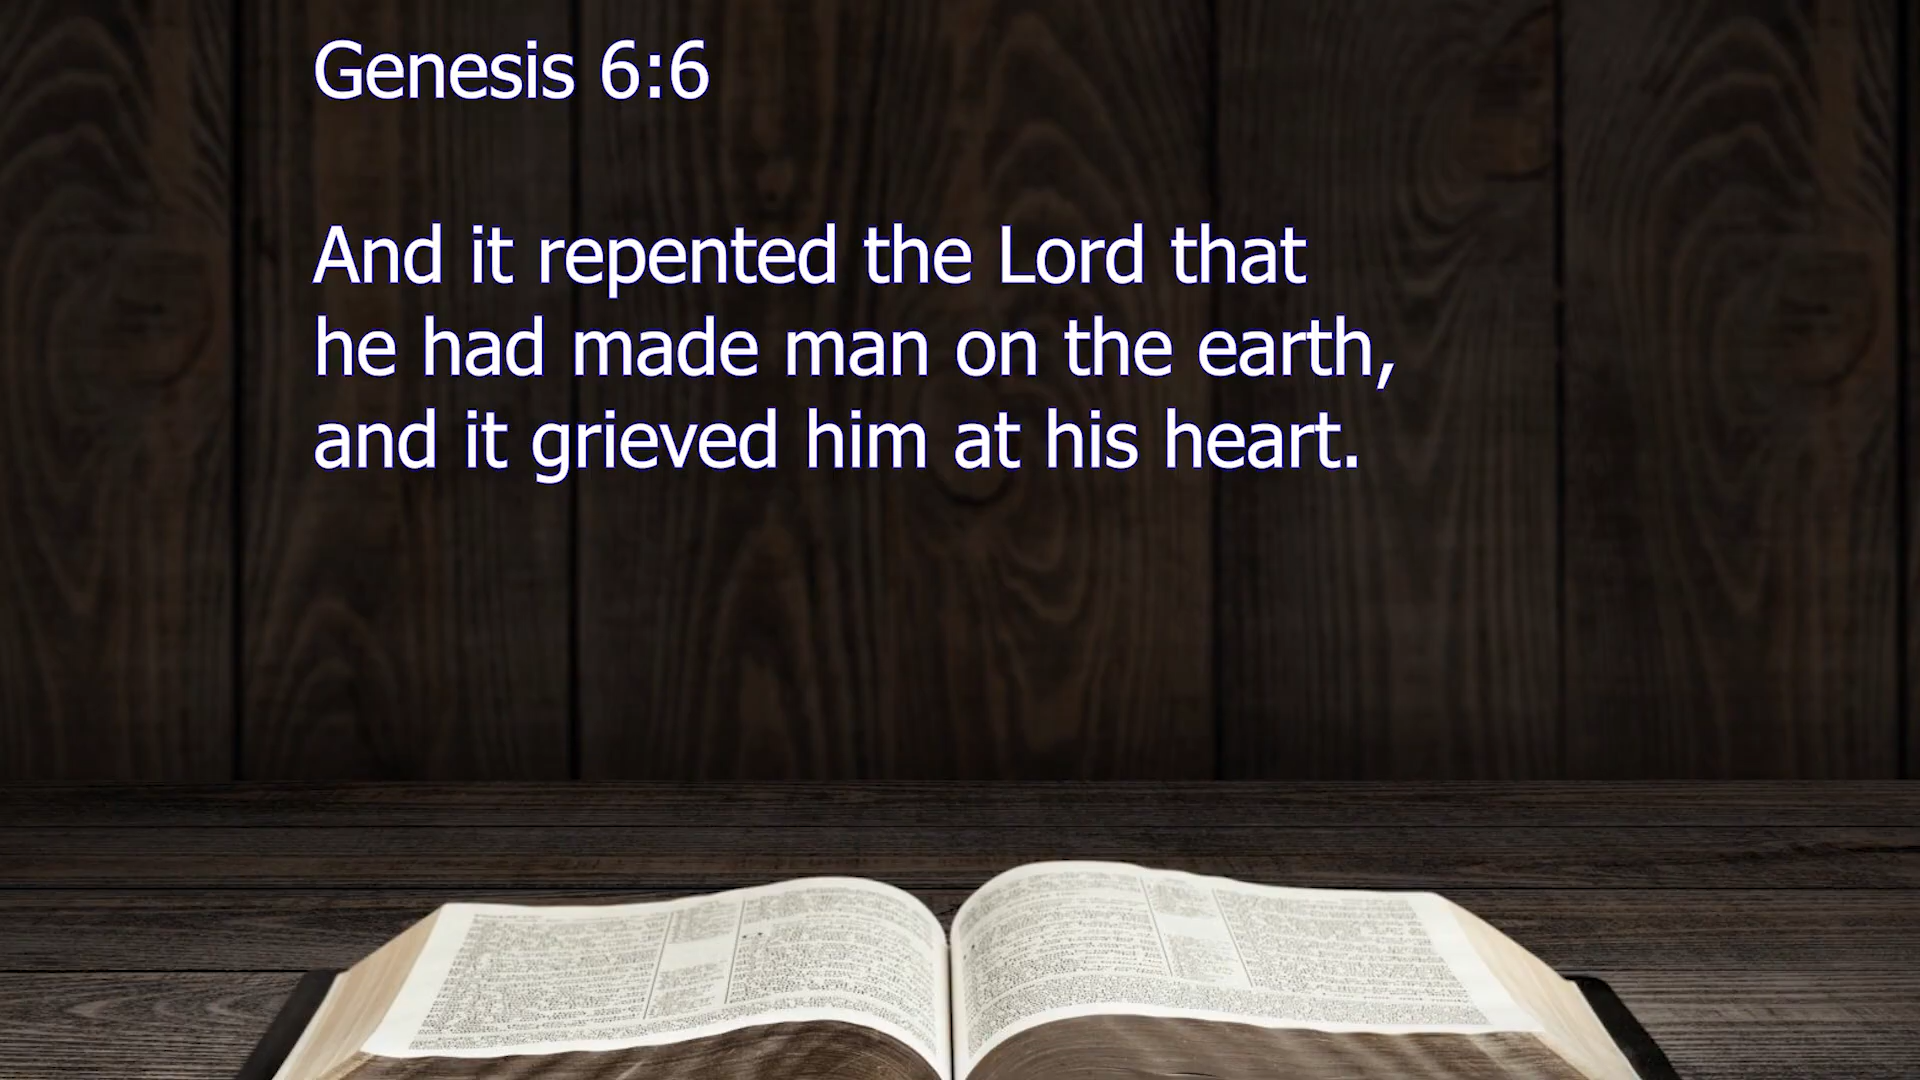 Genesis 6:6
And it repented the Lord that
he had made man on the earth,
and it grieved him at his heart.